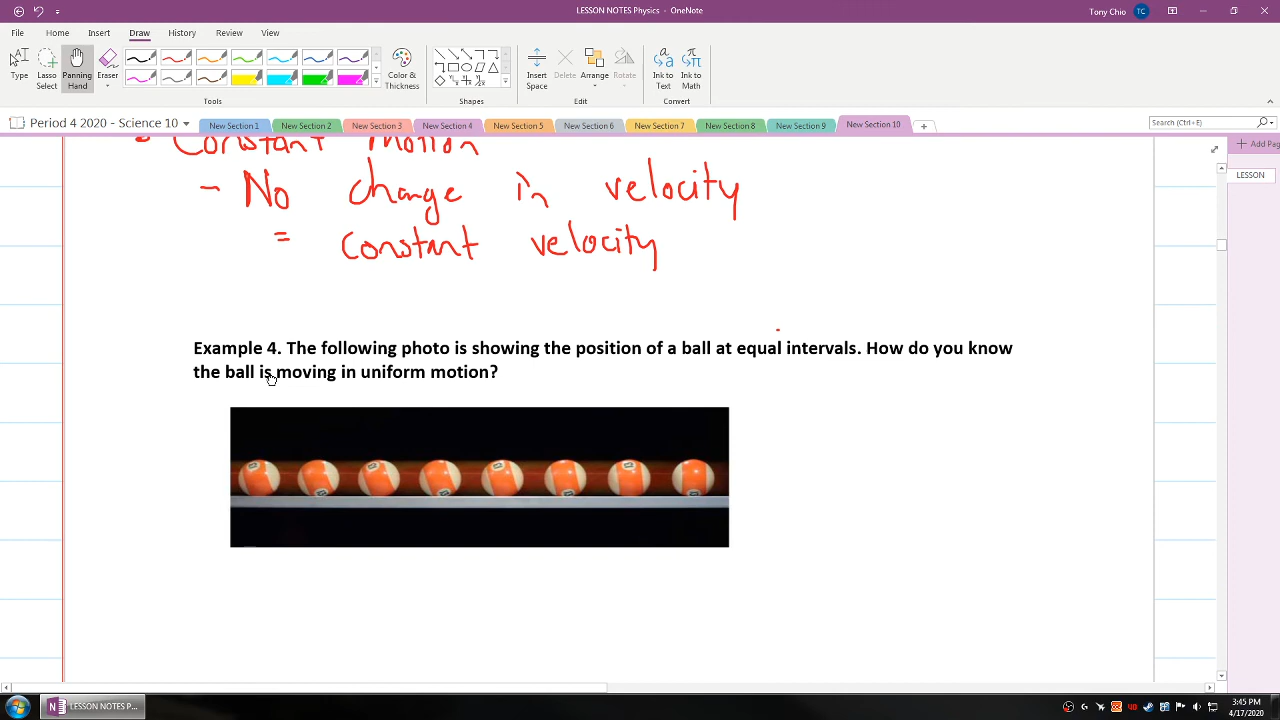 LESSON NOTES Physics - OneNote
Tony Chio TC
File Home Insert Draw History Review View
Type Lasso Select Panning Hand Eraser Color & Thickness Insert Space Delete Arrange Rotate Ink to Text Ink to Math
Tools Shapes Edit Convert
Period 4 2020 - Science 10 New Section 1 New Section 2 New Section 3 New Section 4 New Section 5 New Section 6 New Section 7 New Section 8 New Section 9 New Section 10 Search (Ctrl+E)
Add Pag
LESSON
• Constant Motion
- No change in velocity
= constant velocity
Example 4. The following photo is showing the position of a ball at equal intervals. How do you know
the ball is moving in uniform motion?
LESSON NOTES P... 3:45 PM
4/17/2020